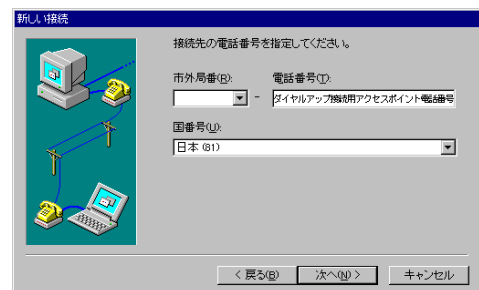 新しい接続
接続先の電話番号を指定してください。
市外局番(R): 電話番号(T):
- ダイヤルアップ接続用アクセスポイント電話番号
国番号(U):
日本 (81)
< 戻る(B) 次へ(N) > キャンセル